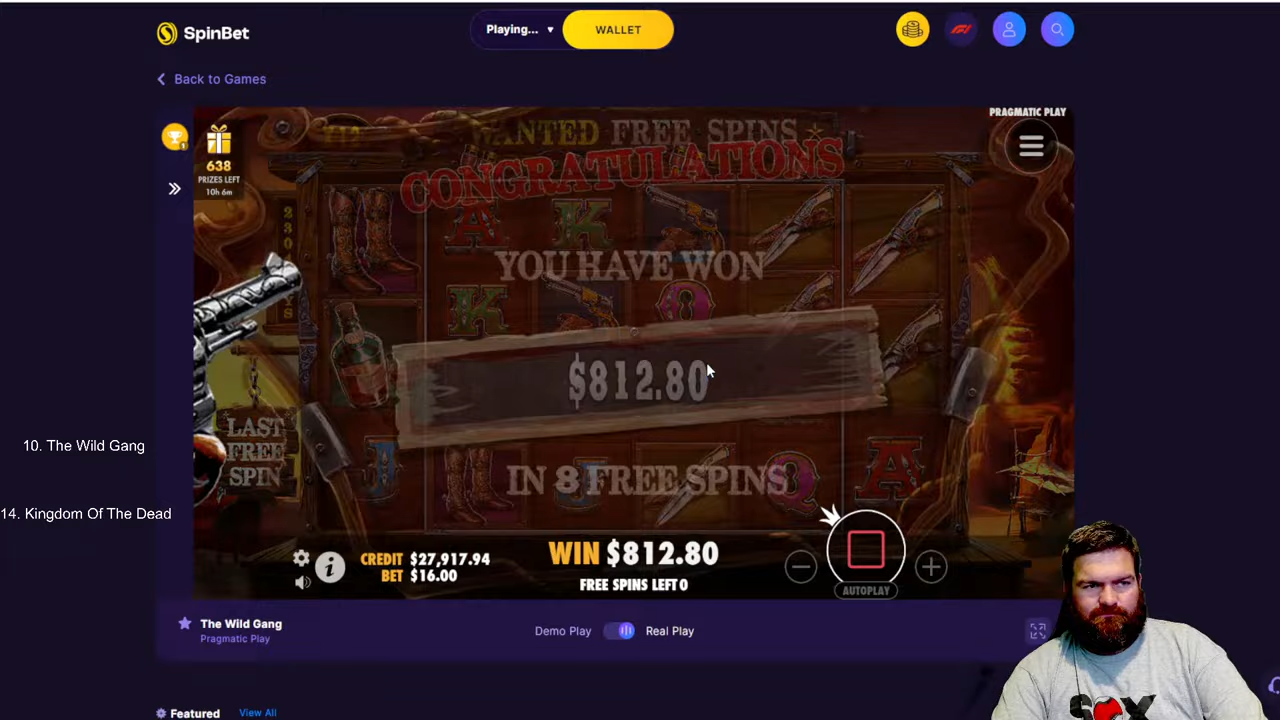 SpinBet
Playing...
WALLET
Back to Games
PRAGMATIC PLAY
638
PRIZES LEFT
10h 6m
WANTED FREE SPINS
CONGRATULATIONS
A
K
YOU HAVE WON
K
Q
$812.80
LAST
FREE
SPIN
IN 8 FREE SPINS
J
J
Q
A
10. The Wild Gang
14. Kingdom Of The Dead
CREDIT $27,917.94
BET $16.00
WIN $812.80
FREE SPINS LEFT 0
AUTOPLAY
The Wild Gang
Pragmatic Play
Demo Play
Real Play
Featured
View All